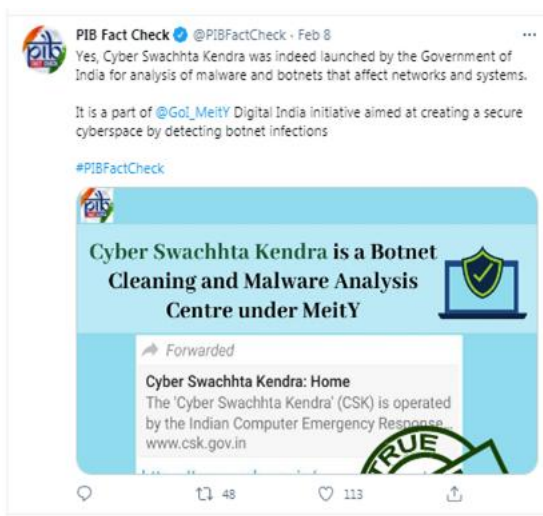 PIB Fact Check @PIBFactCheck · Feb 8 ...
Yes, Cyber Swachhta Kendra was indeed launched by the Government of
India for analysis of malware and botnets that affect networks and systems.
It is a part of @GoI_MeitY Digital India initiative aimed at creating a secure
cyberspace by detecting botnet infections
#PIBFactCheck
Cyber Swachhta Kendra is a Botnet
Cleaning and Malware Analysis
Centre under MeitY
Forwarded
Cyber Swachhta Kendra: Home
The 'Cyber Swachhta Kendra' (CSK) is operated
by the Indian Computer Emergency Response...
www.csk.gov.in
TRUE
48
113